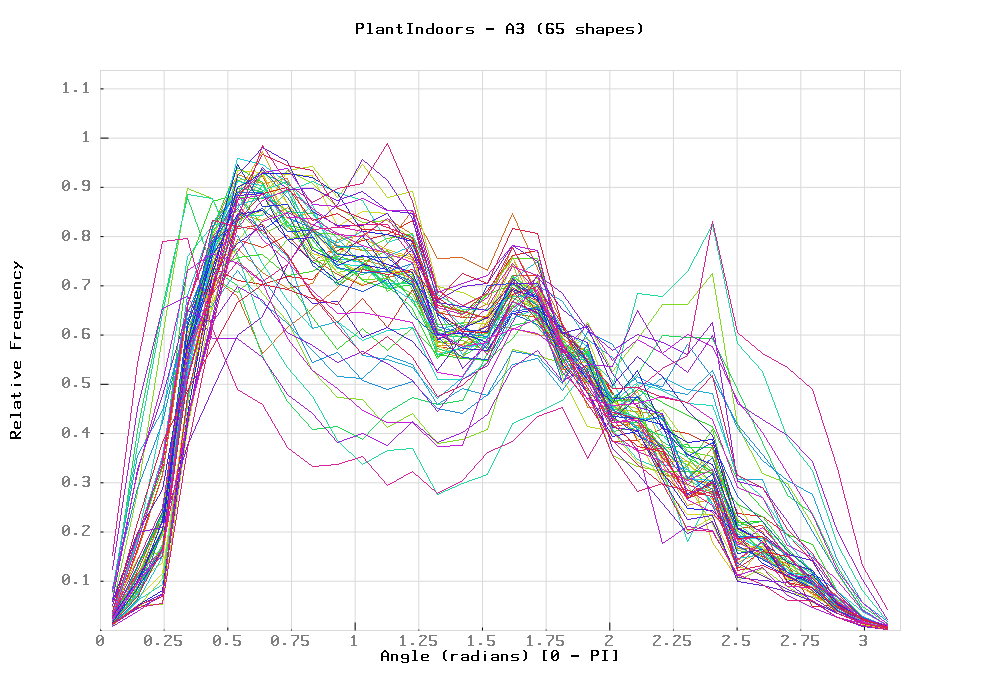 PlantIndoors - A3 (65 shapes)
1.1
1
0.9
0.8
0.7
0.6
0.5
0.4
0.3
0.2
0.1
Relative Frequency
0 0.25 0.5 0.75 1 1.25 1.5 1.75 2 2.25 2.5 2.75 3
Angle (radians) [0 - PI]